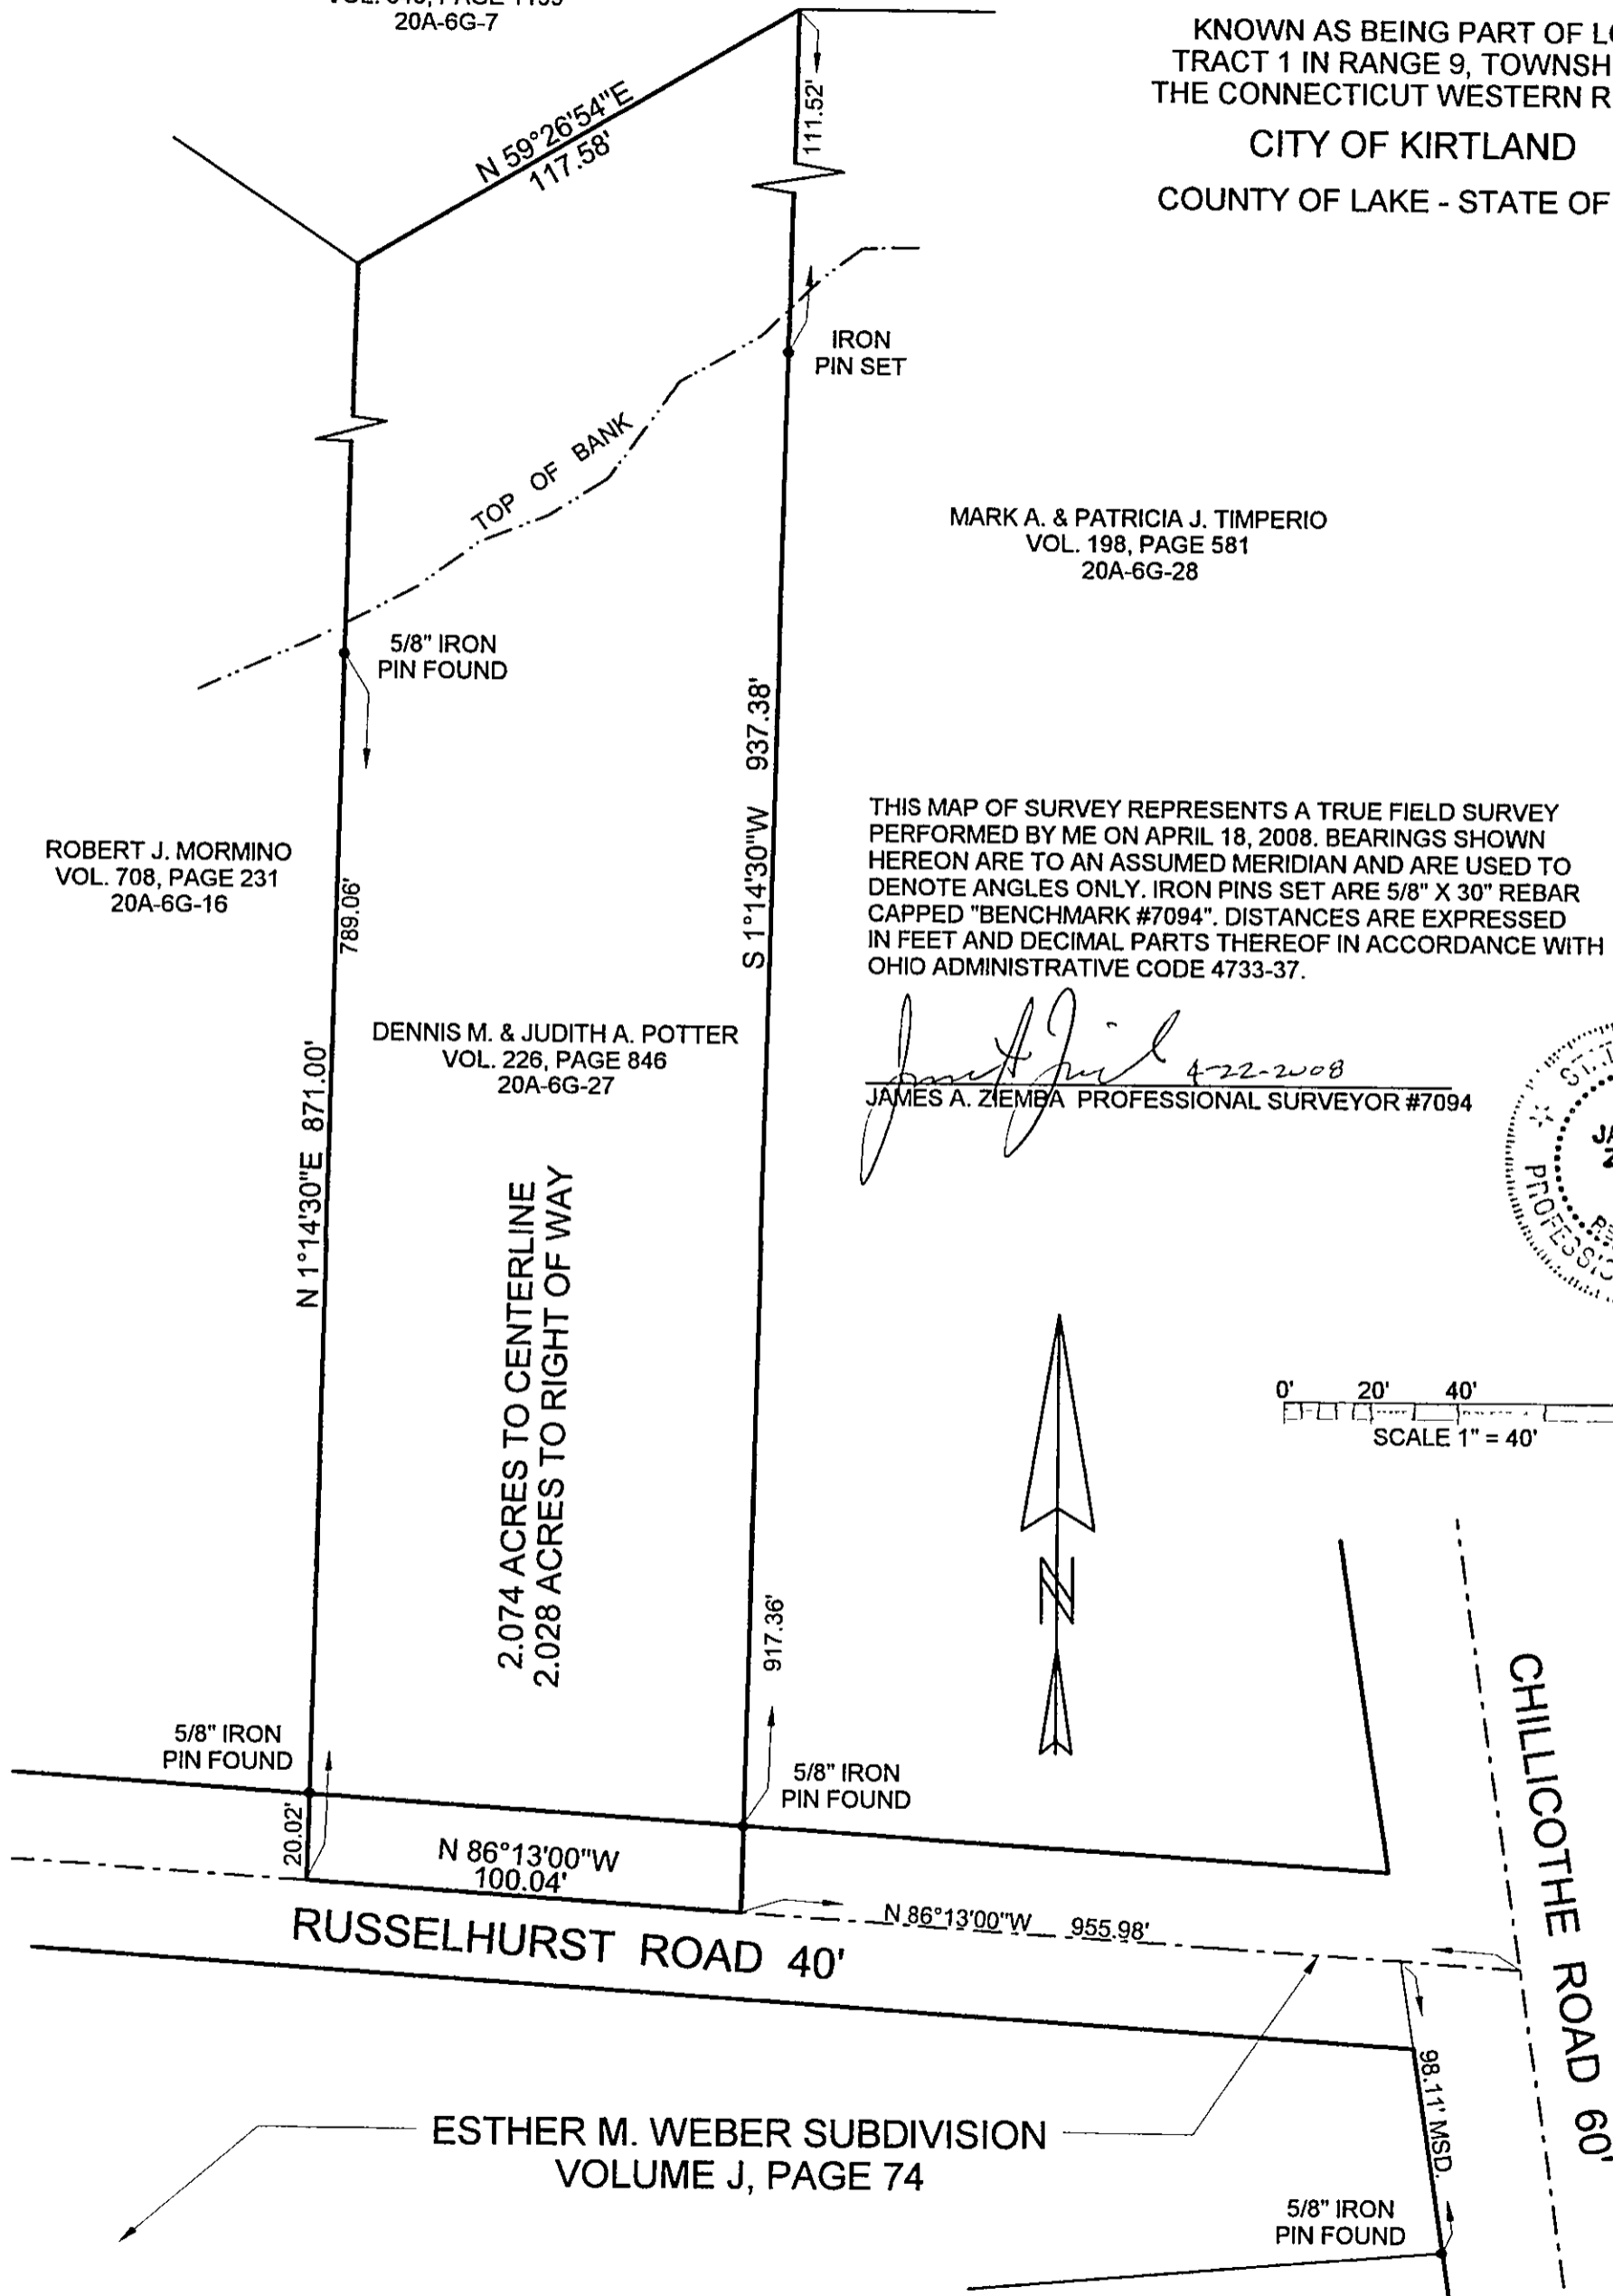 20A-6G-7
KNOWN AS BEING PART OF
TRACT 1 IN RANGE 9,
THE CONNECTICUT WESTERN
CITY OF KIRTLAND
COUNTY OF LAKE - STATE OF
N 59°26'54"E
117.58'
111.52'
IRON
PIN SET
TOP OF BANK
MARK A. & PATRICIA J. TIMPERIO
VOL. 198, PAGE 581
20A-6G-28
5/8" IRON
PIN FOUND
S 1°14'30"W 937.38'
ROBERT J. MORMINO
VOL. 708, PAGE 231
20A-6G-16
789.06'
THIS MAP OF SURVEY REPRESENTS A TRUE FIELD SURVEY
PERFORMED BY ME ON APRIL 18, 2008. BEARINGS SHOWN
HEREON ARE TO AN ASSUMED MERIDIAN AND ARE USED TO
DENOTE ANGLES ONLY. IRON PINS SET ARE 5/8" X 30" REBAR
CAPPED "BENCHMARK #7094". DISTANCES ARE EXPRESSED
IN FEET AND DECIMAL PARTS THEREOF IN ACCORDANCE WITH
OHIO ADMINISTRATIVE CODE 4733-37.
4-22-2008
JAMES A. ZIEMBA PROFESSIONAL SURVEYOR #7094
DENNIS M. & JUDITH A. POTTER
VOL. 226, PAGE 846
20A-6G-27
N 1°14'30"E 871.00'
2.074 ACRES TO CENTERLINE
2.028 ACRES TO RIGHT OF WAY
0' 20' 40'
SCALE 1" = 40'
N
917.36'
5/8" IRON
PIN FOUND
5/8" IRON
PIN FOUND
20.02'
N 86°13'00"W
100.04'
N 86°13'00"W 955.98'
RUSSELHURST ROAD 40'
CHILLICOTHE ROAD 60'
98.11' MSD.
ESTHER M. WEBER SUBDIVISION
VOLUME J, PAGE 74
5/8" IRON
PIN FOUND